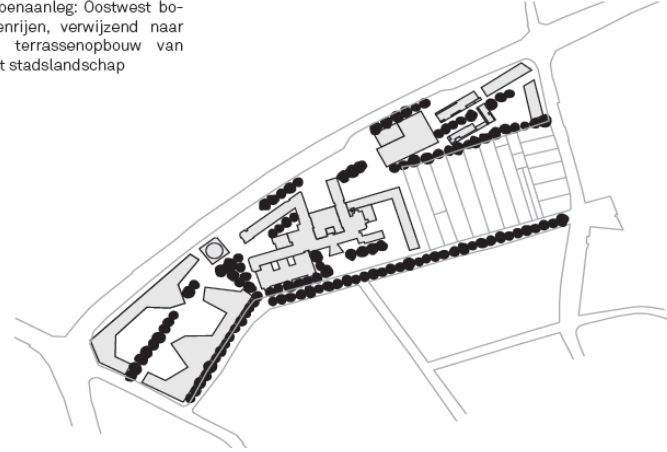 oenaanleg: Oostwest bo-
enrijen, verwijzend naar
terrassenopbouw van
t stadslandschap